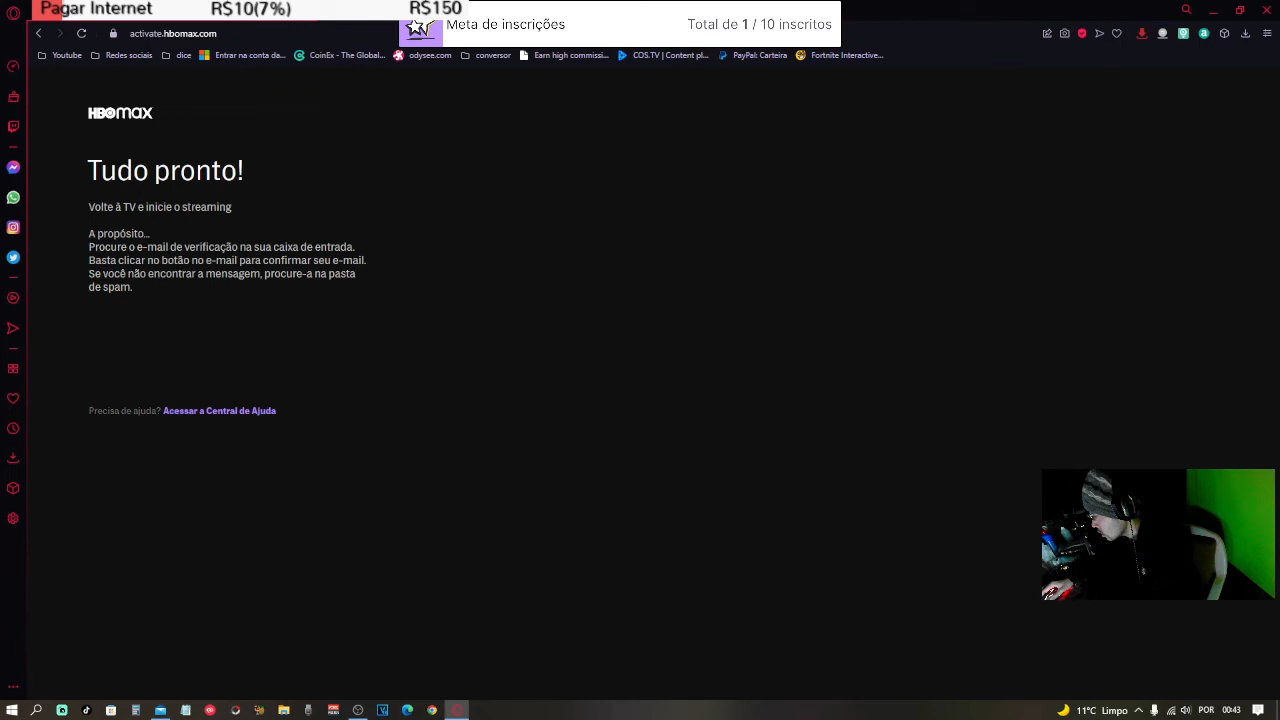 Pagar Internet R$10(7%) R$150
Meta de inscrições Total de 1 / 10 inscritos
activate.hbomax.com
Youtube Redes sociais dice Entrar na conta da... CoinEx - The Global... odysee.com conversor Earn high commissi... COS.TV | Content pl... PayPal: Carteira Fortnite Interactive...
HBOmax
Tudo pronto!
Volte à TV e inicie o streaming
A propósito...
Procure o e-mail de verificação na sua caixa de entrada.
Basta clicar no botão no e-mail para confirmar seu e-mail.
Se você não encontrar a mensagem, procure-a na pasta
de spam.
Precisa de ajuda? Acessar a Central de Ajuda
11°C Limpo POR 00:43